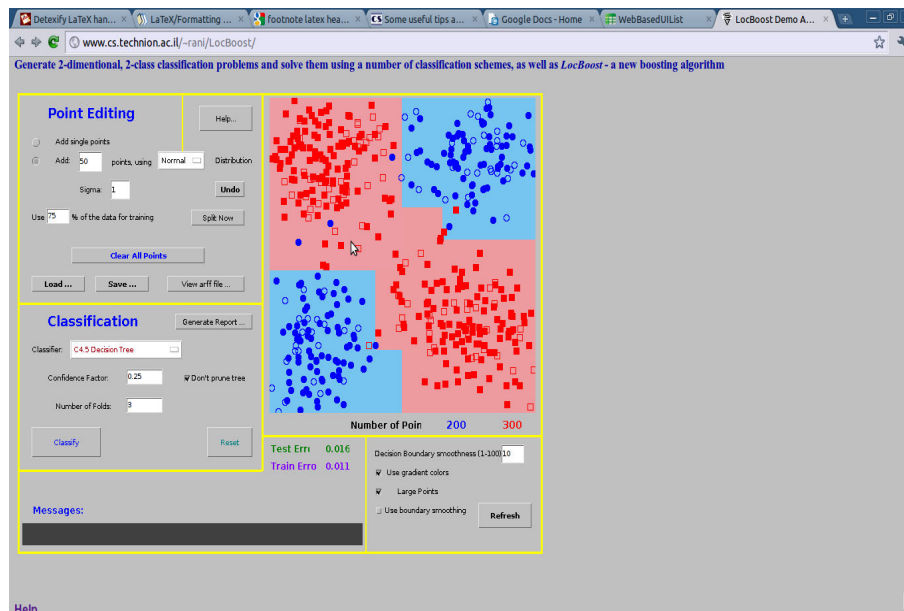 Detexify LaTeX han...
LaTeX/Formatting ...
footnote latex hea...
Some useful tips a...
Google Docs - Home
WebBasedUIList
LocBoost Demo A...
www.cs.technion.ac.il/~rani/LocBoost/
Generate 2-dimentional, 2-class classification problems and solve them using a number of classification schemes, as well as LocBoost - a new boosting algorithm
Point Editing
Help...
Add single points
Add: 50 points, using Normal Distribution
Sigma: 1
Undo
Use 75 % of the data for training
Split Now
Clear All Points
Load ...
Save ...
View arff file ...
Classification
Generate Report ...
Classifier: C4.5 Decision Tree
Confidence Factor: 0.25
Don't prune tree
Number of Folds: 3
Classify
Reset
Number of Poin 200 300
Test Erro 0.016
Train Erro 0.011
Decision Boundary smoothness (1-100) 10
Use gradient colors
Large Points
Use boundary smoothing
Refresh
Messages:
Help